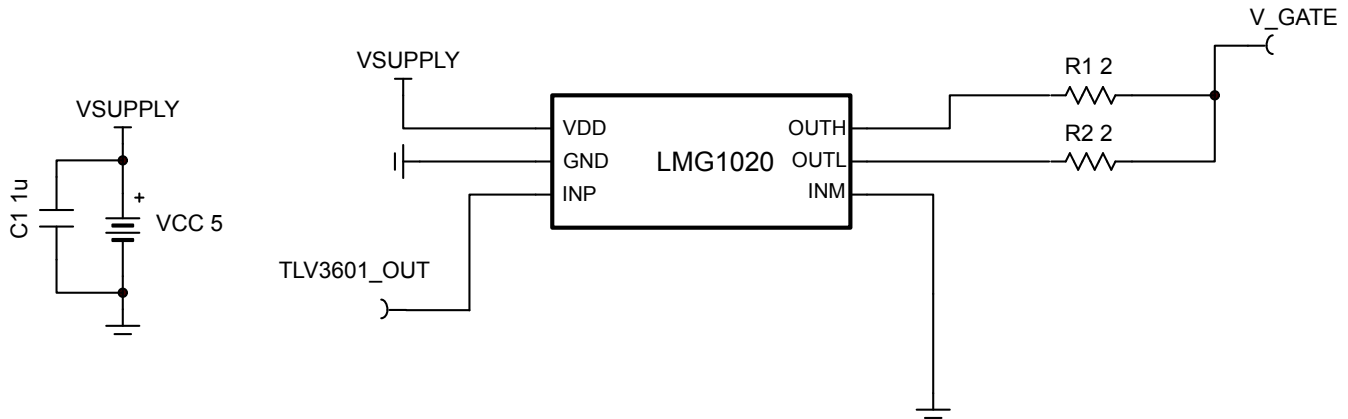 V_GATE
VSUPPLY
R1 2
VSUPPLY
VDD
OUTH
R2 2
GND
LMG1020
OUTL
C1 1u
+
VCC 5
INP
INM
TLV3601_OUT